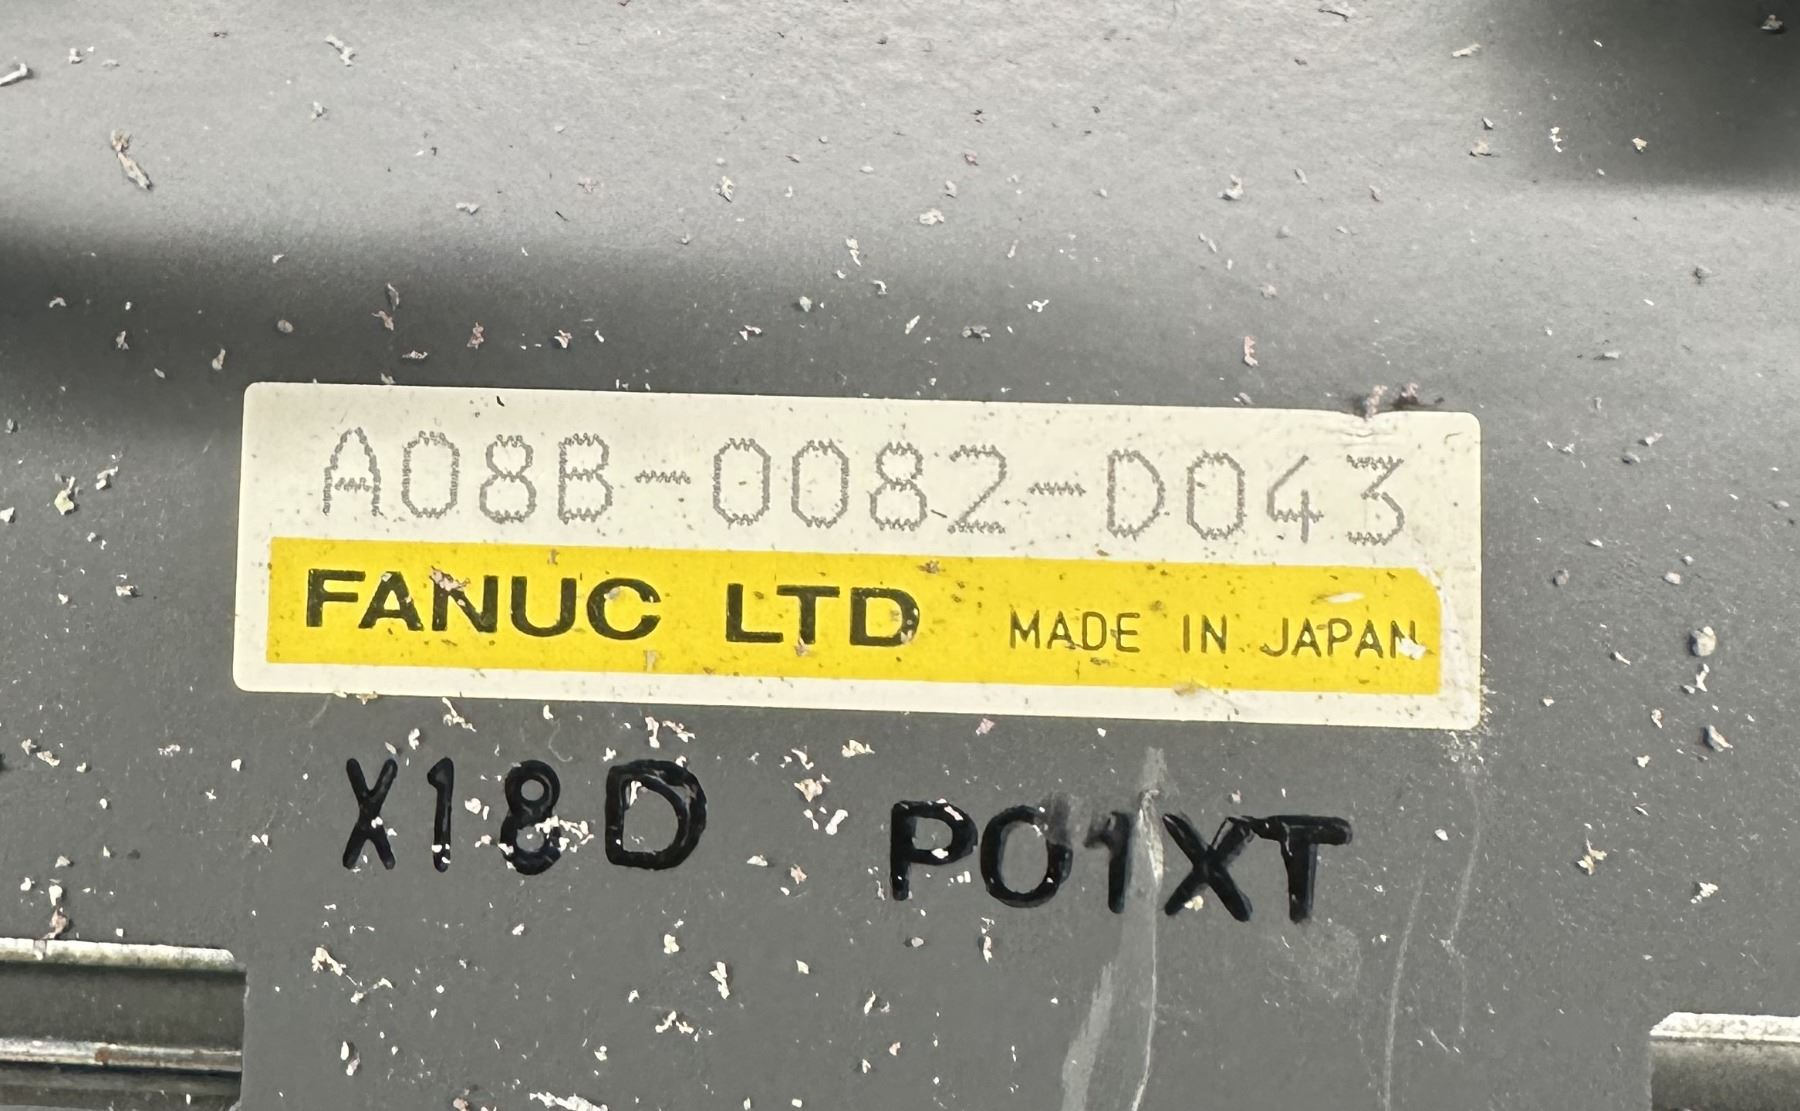 A08B-0082-D043
FANUC LTD MADE IN JAPAN
X18D P01XT